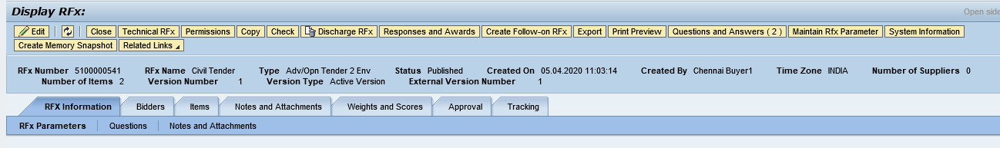 Display RFx:
Open side
Edit Close Technical RFx Permissions Copy Check Discharge RFx Responses and Awards Create Follow-on RFx Export Print Preview Questions and Answers ( 2 ) Maintain Rfx Parameter System Information
Create Memory Snapshot Related Links
RFx Number 5100000541 RFx Name Civil Tender Type Adv/Opn Tender 2 Env Status Published Created On 05.04.2020 11:03:14 Created By Chennai Buyer1 Time Zone INDIA Number of Suppliers 0
Number of Items 2 Version Number 1 Version Type Active Version External Version Number 1
RFX Information Bidders Items Notes and Attachments Weights and Scores Approval Tracking
RFx Parameters Questions Notes and Attachments